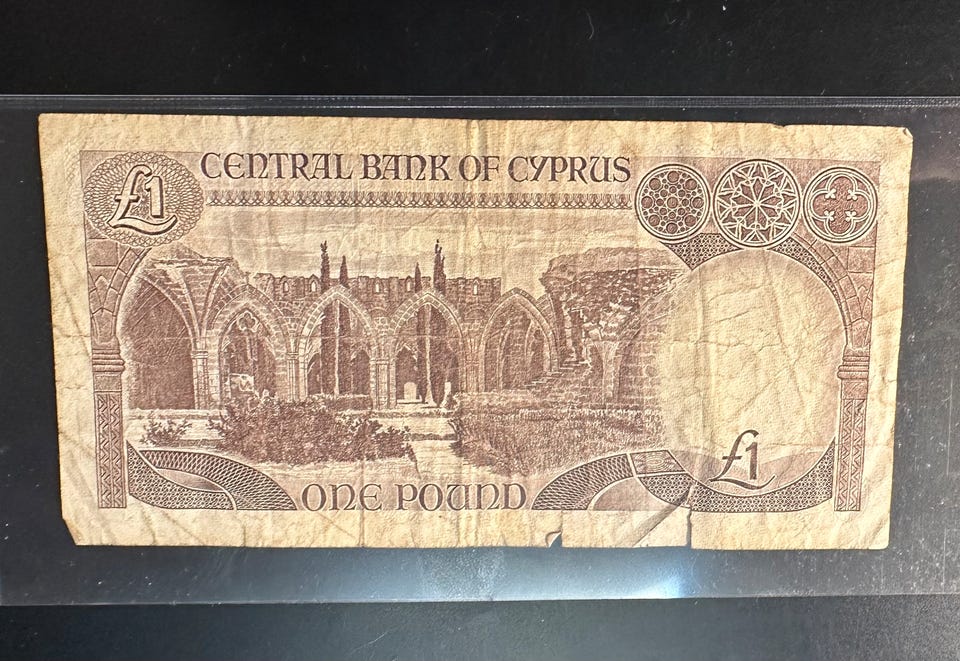 £1
CENTRAL BANK OF CYPRUS
£1
ONE POUND